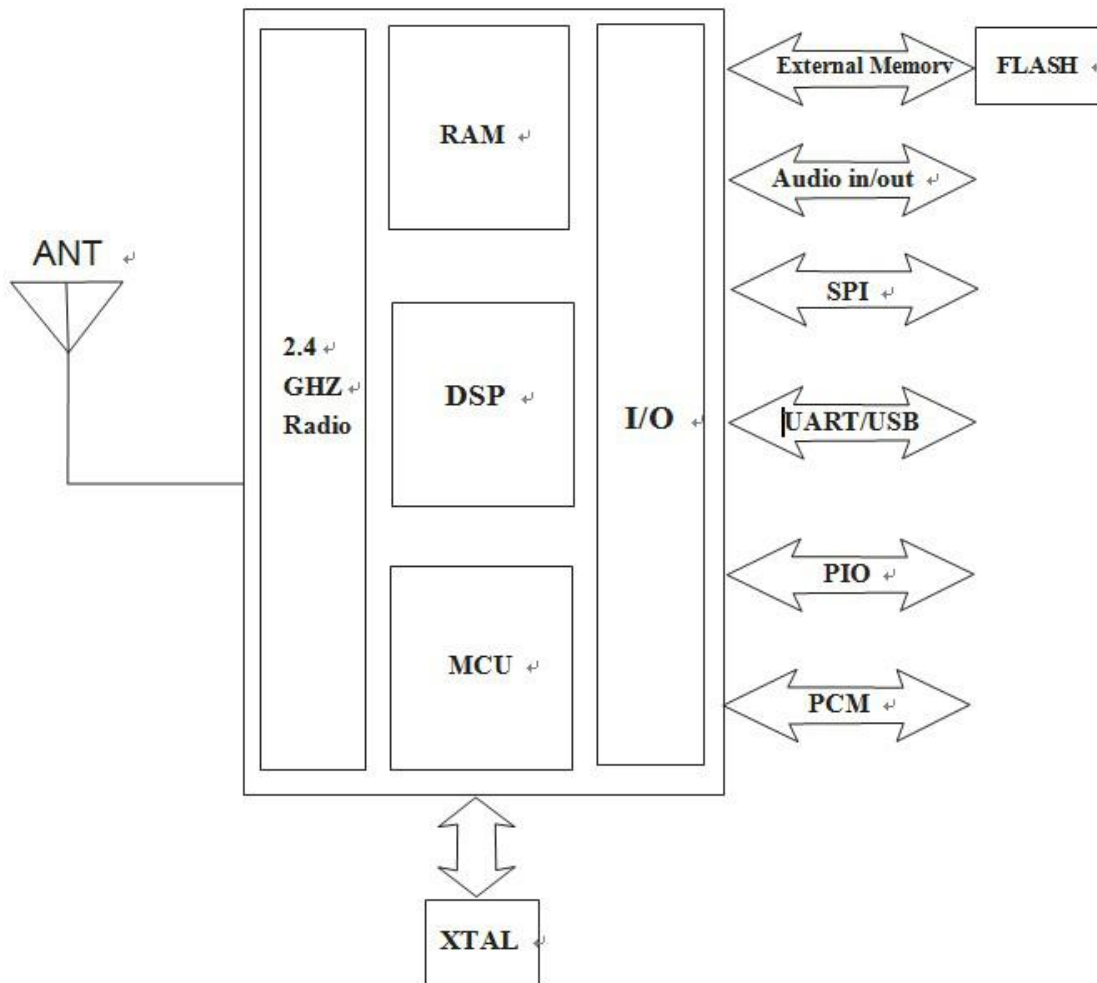 ANT
2.4
GHZ
Radio
RAM
DSP
MCU
I/O
External Memory
FLASH
Audio in/out
SPI
UART/USB
PIO
PCM
XTAL